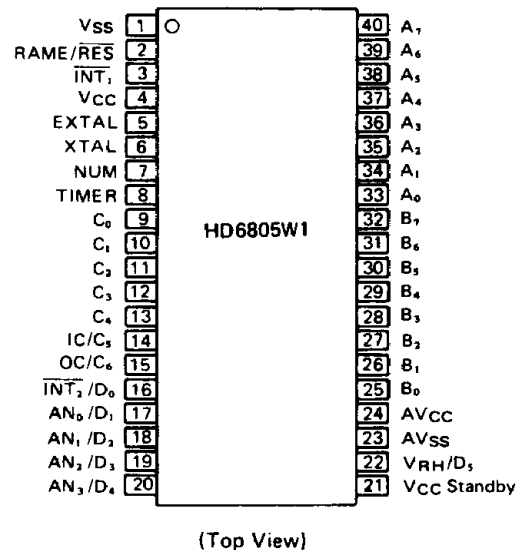 VSS 1 40 A₇
RAME/R̅E̅S̅ 2 39 A₆
I̅N̅T̅₁ 3 38 A₅
VCC 4 37 A₄
EXTAL 5 36 A₃
XTAL 6 35 A₂
NUM 7 34 A₁
TIMER 8 33 A₀
C₀ 9 32 B₇
HD6805W1
C₁ 10 31 B₆
C₂ 11 30 B₅
C₃ 12 29 B₄
C₄ 13 28 B₃
IC/C₅ 14 27 B₂
OC/C₆ 15 26 B₁
I̅N̅T̅₂/D₀ 16 25 B₀
AN₀/D₁ 17 24 AVCC
AN₁/D₂ 18 23 AVSS
AN₂/D₃ 19 22 VRH/D₅
AN₃/D₄ 20 21 VCC Standby
(Top View)